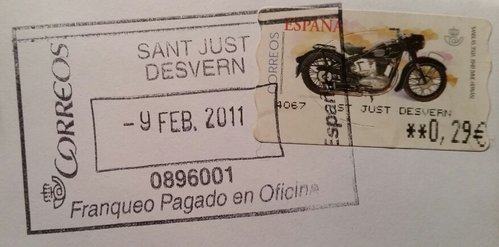 CORREOS
SANT JUST
DESVERN
-9 FEB. 2011
0896001
Franqueo Pagado en Oficina
España
ESPAÑA
CORREOS
4067
ST JUST DESVERN
**0,29€